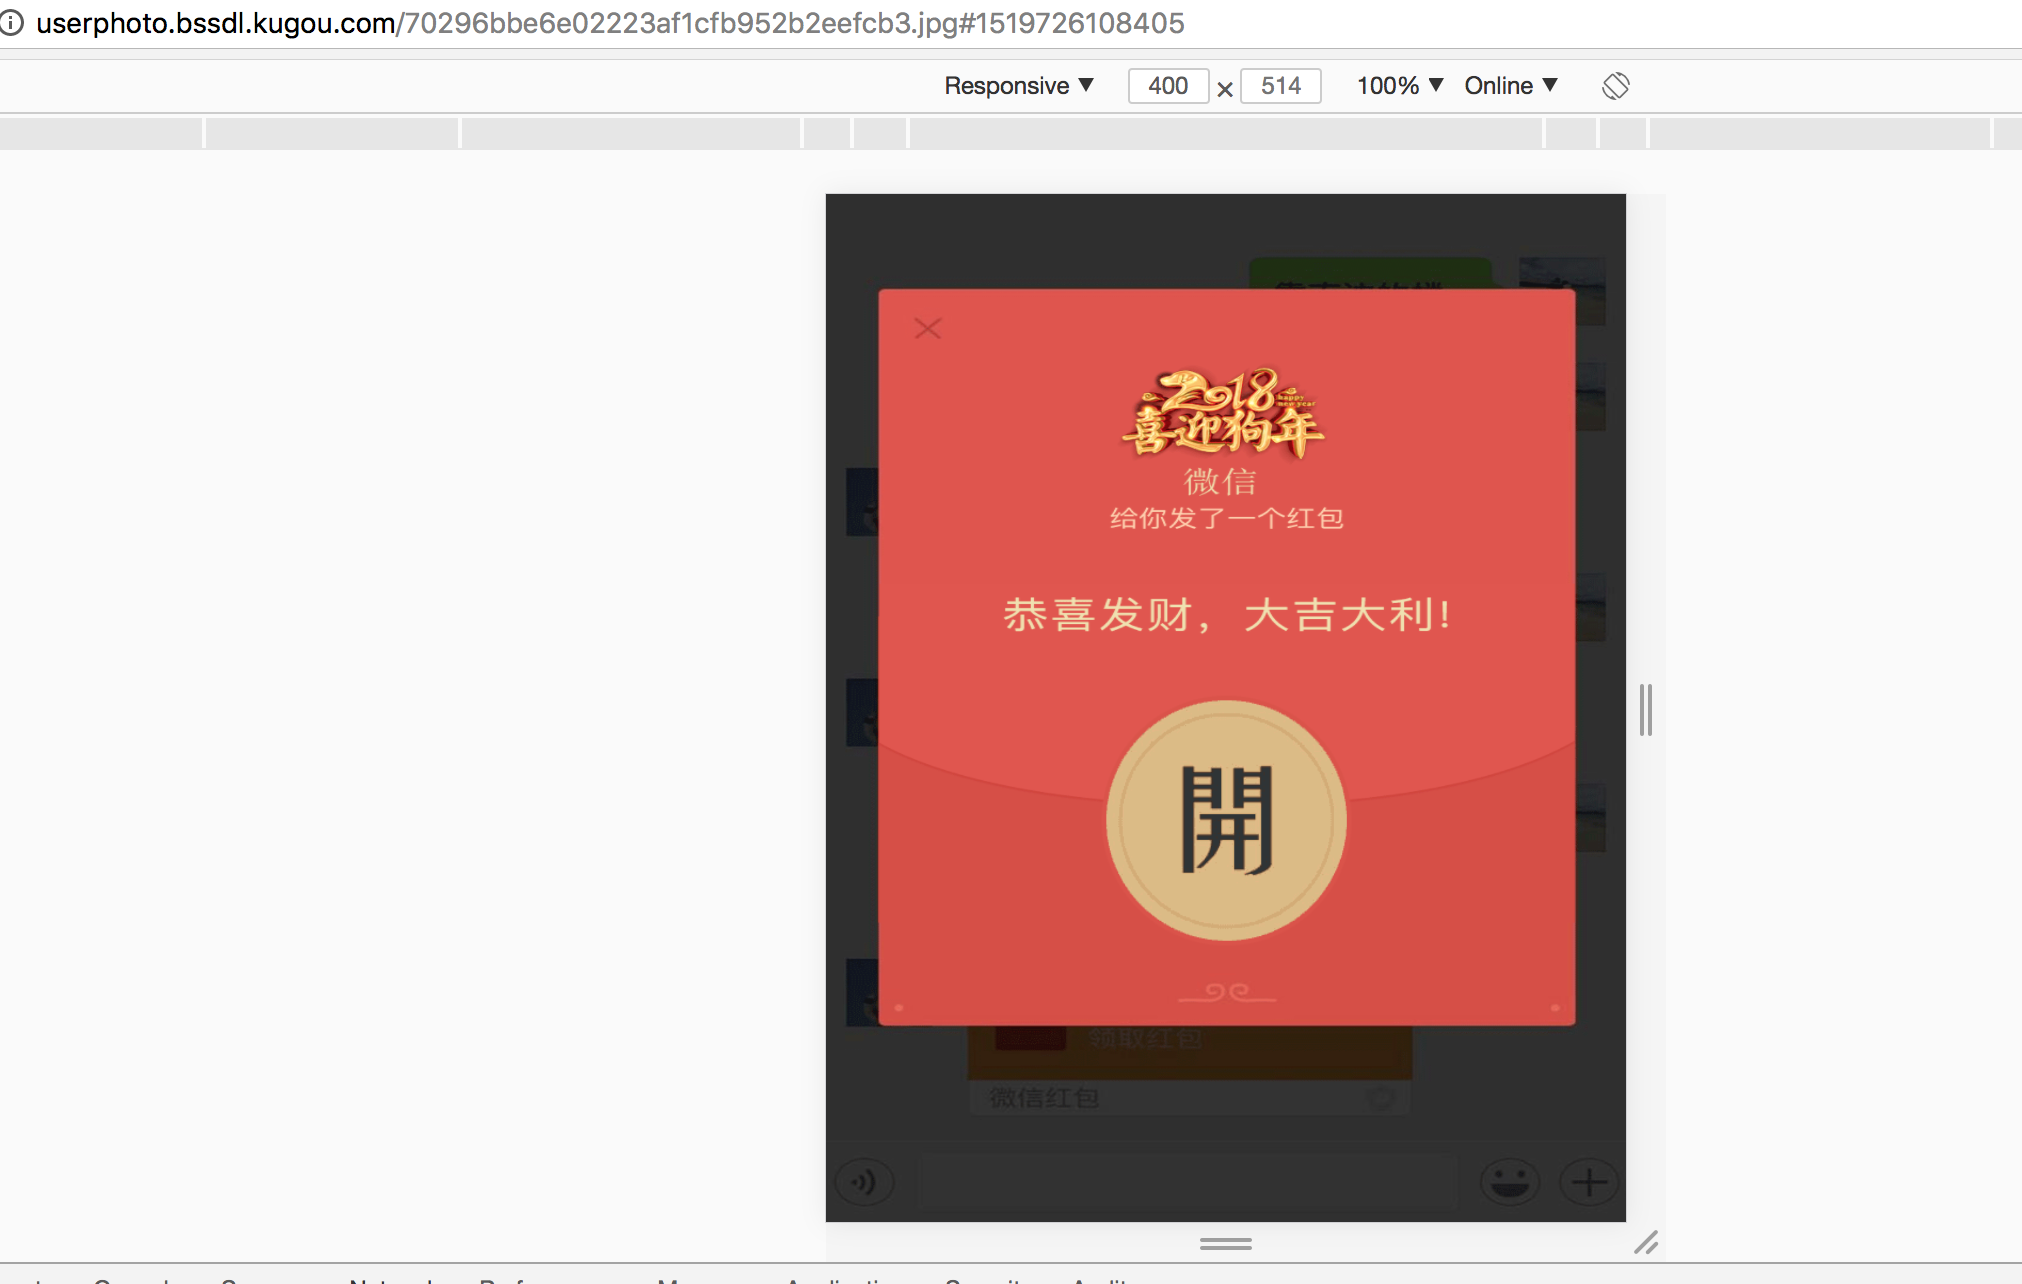 userphoto.bssdl.kugou.com/70296bbe6e02223af1cfb952b2eefcb3.jpg#1519726108405
Responsive ▼ 400 × 514 100% ▼ Online ▼
2018
happy
new year
喜迎狗年
微信
给你发了一个红包
恭喜发财，大吉大利!
開
领取红包
微信红包